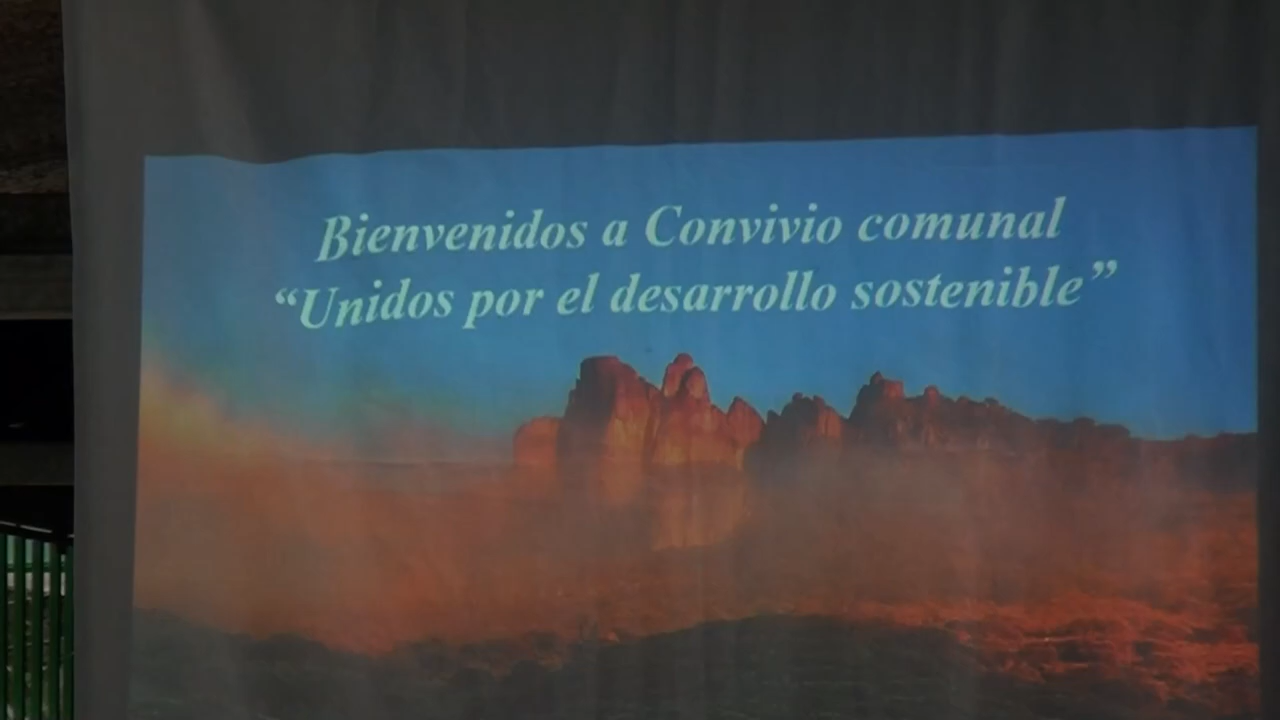 Bienvenidos a Convivio comunal
“Unidos por el desarrollo sostenible”